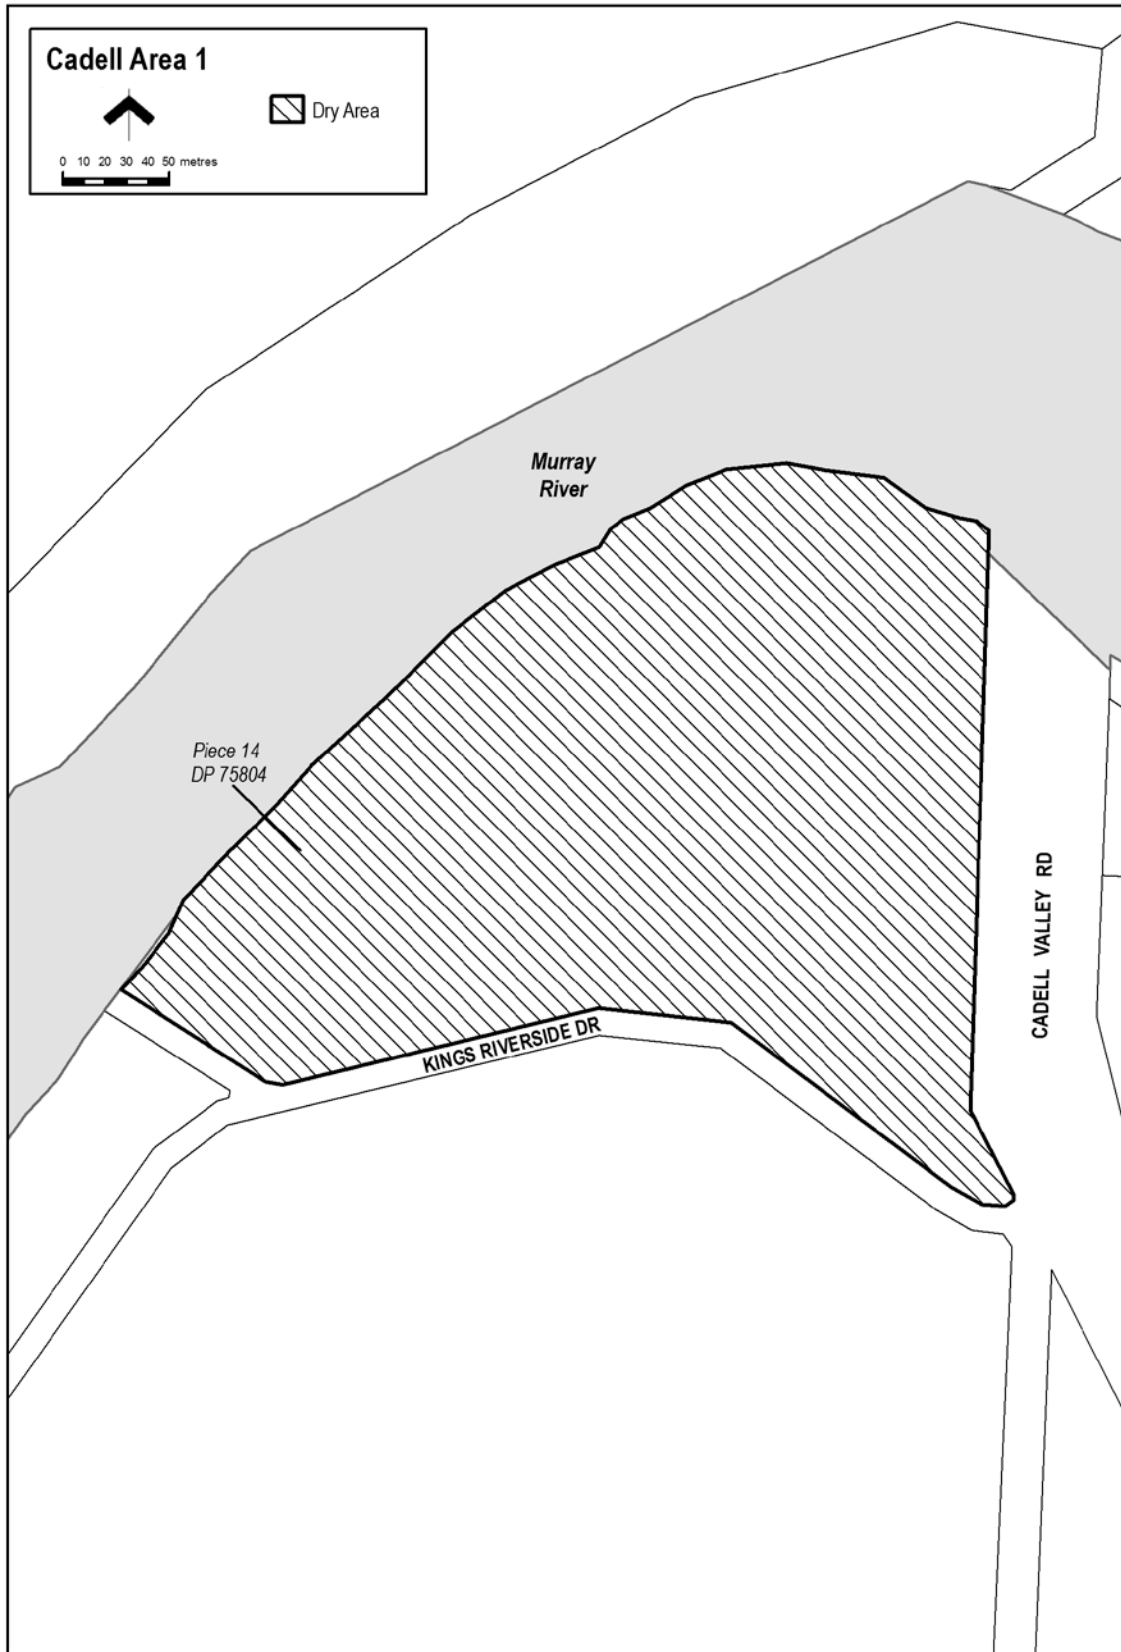 Cadell Area 1
Dry Area
0 10 20 30 40 50 metres
Murray
River
Piece 14
DP 75804
CADELL VALLEY RD
KINGS RIVERSIDE DR